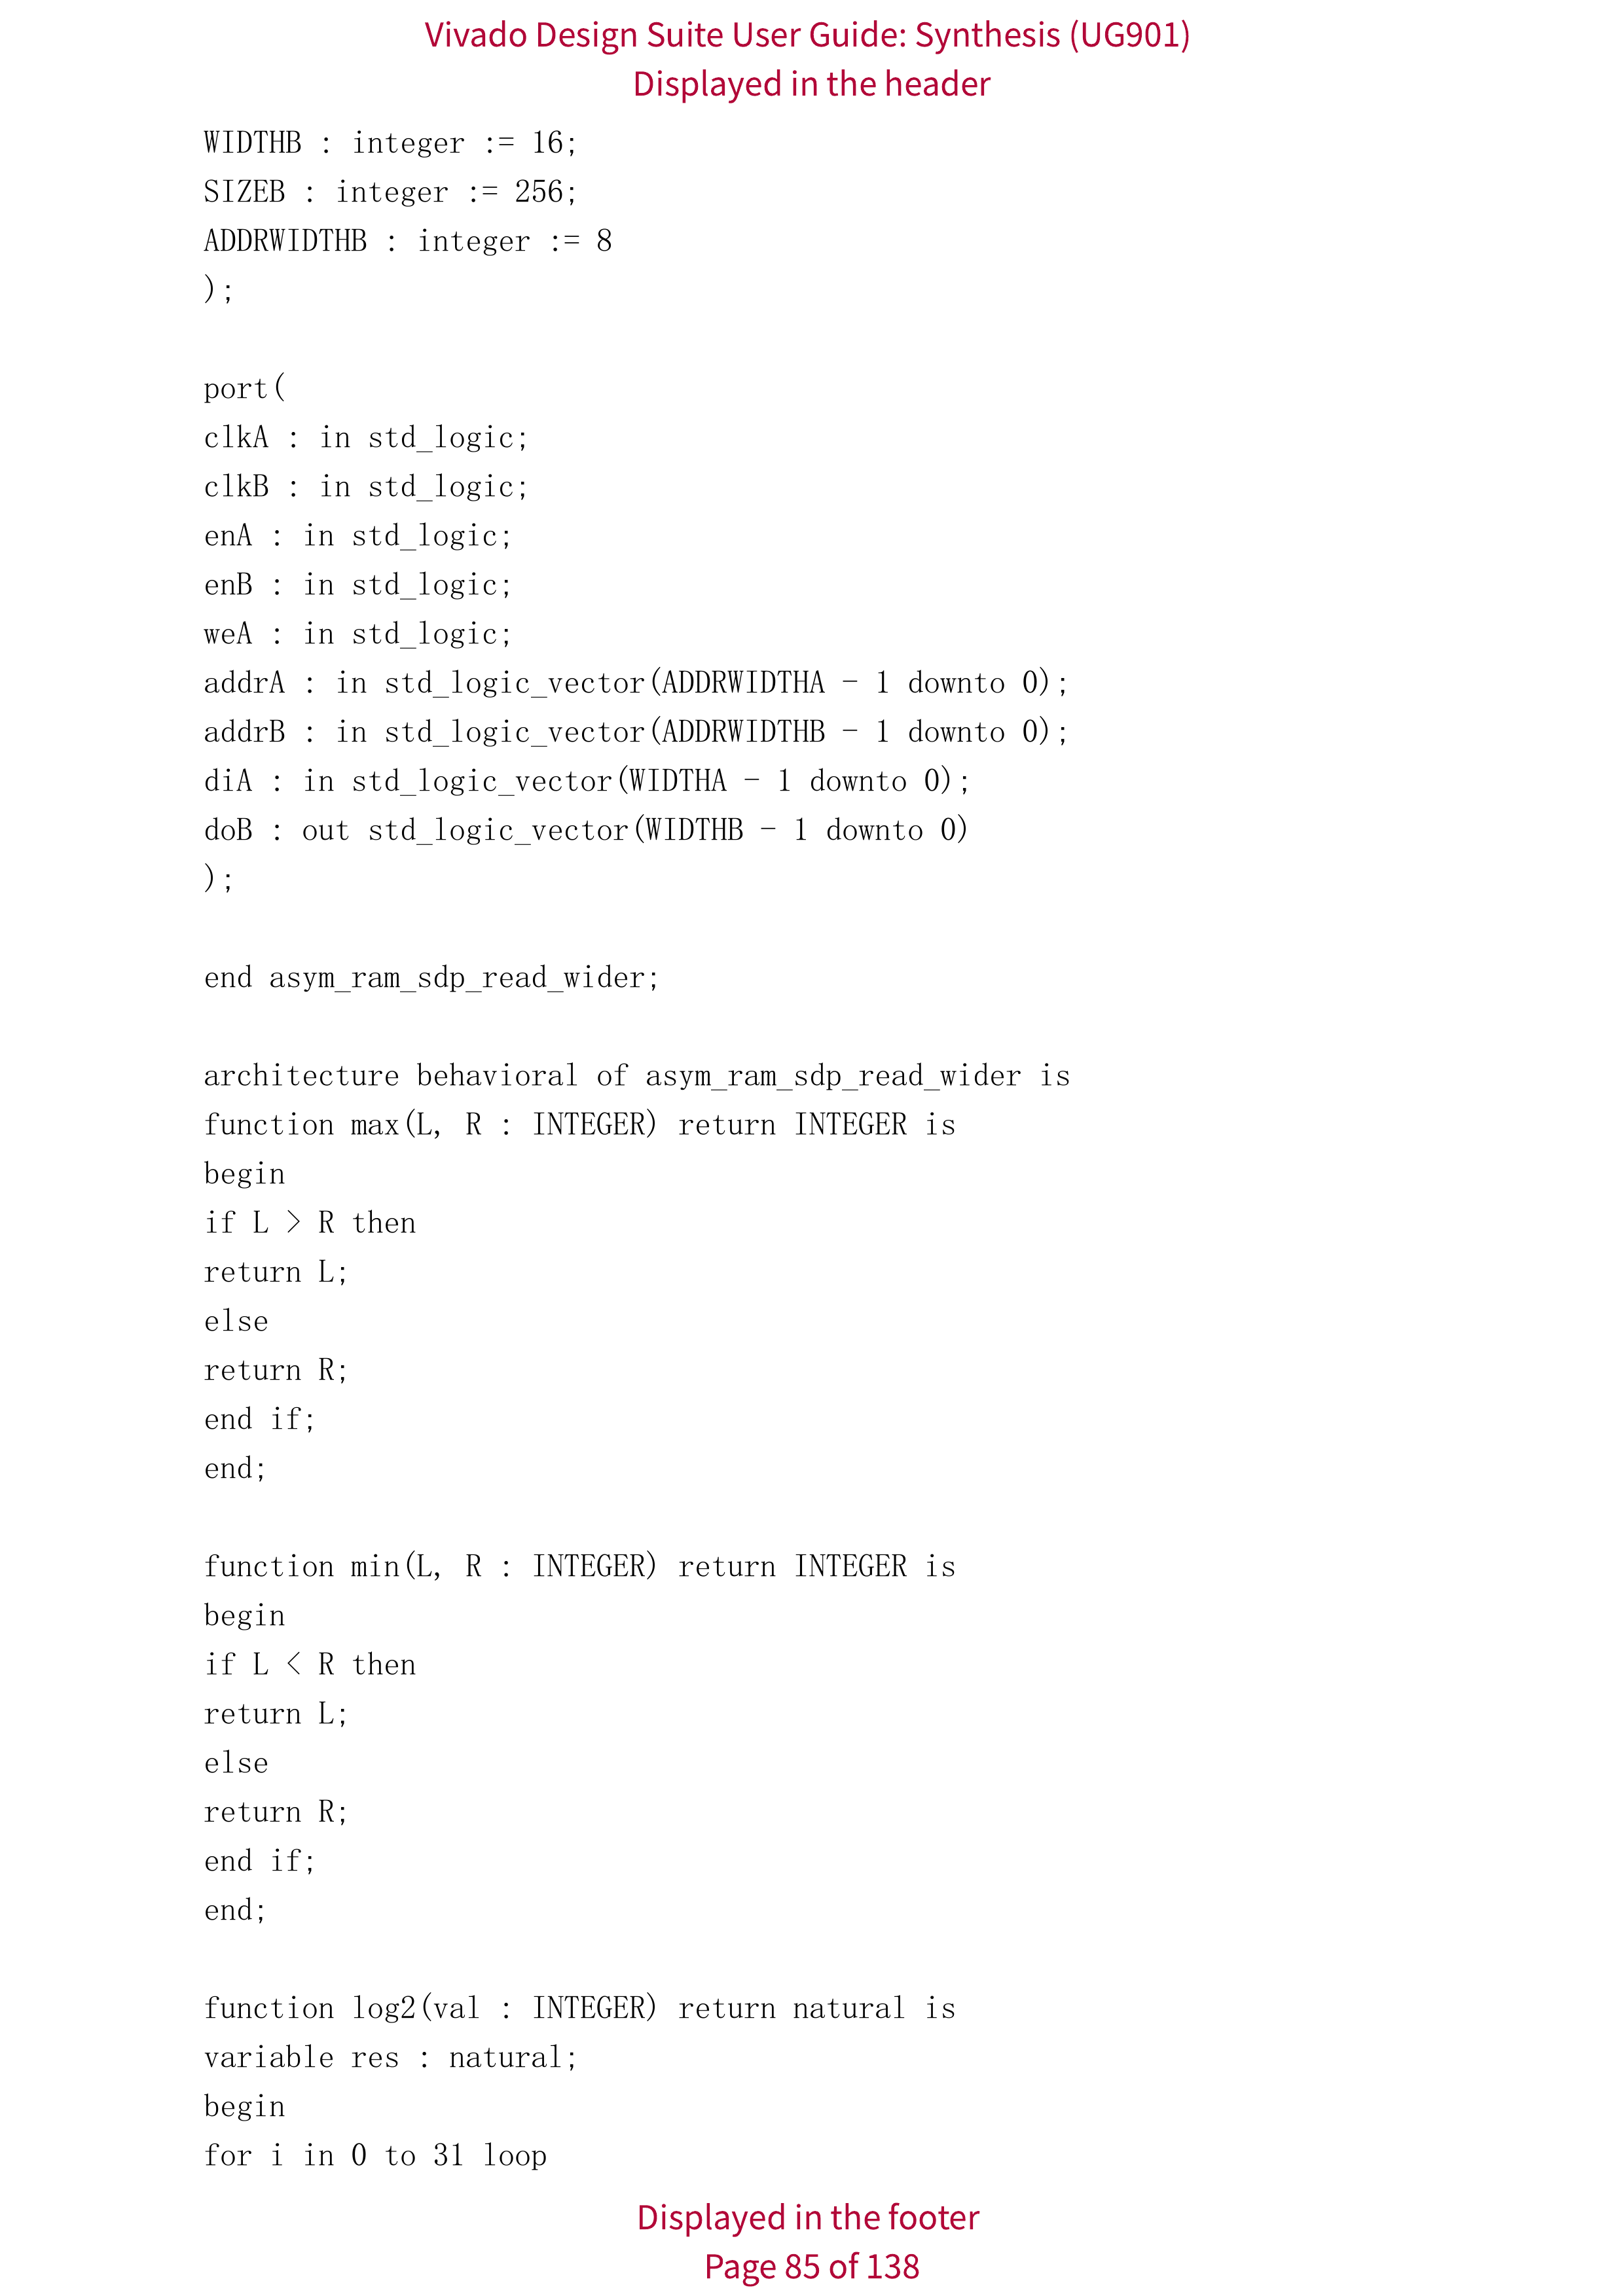 Vivado Design Suite User Guide: Synthesis (UG901)
Displayed in the header
WIDTHB : integer := 16;
SIZEB : integer := 256;
ADDRWIDTHB : integer := 8
);
port(
clkA : in std_logic;
clkB : in std_logic;
enA : in std_logic;
enB : in std_logic;
weA : in std_logic;
addrA : in std_logic_vector(ADDRWIDTHA - 1 downto 0);
addrB : in std_logic_vector(ADDRWIDTHB - 1 downto 0);
diA : in std_logic_vector(WIDTHA - 1 downto 0);
doB : out std_logic_vector(WIDTHB - 1 downto 0)
);
end asym_ram_sdp_read_wider;
architecture behavioral of asym_ram_sdp_read_wider is
function max(L, R : INTEGER) return INTEGER is
begin
if L > R then
return L;
else
return R;
end if;
end;
function min(L, R : INTEGER) return INTEGER is
begin
if L < R then
return L;
else
return R;
end if;
end;
function log2(val : INTEGER) return natural is
variable res : natural;
begin
for i in 0 to 31 loop
Displayed in the footer
Page 85 of 138